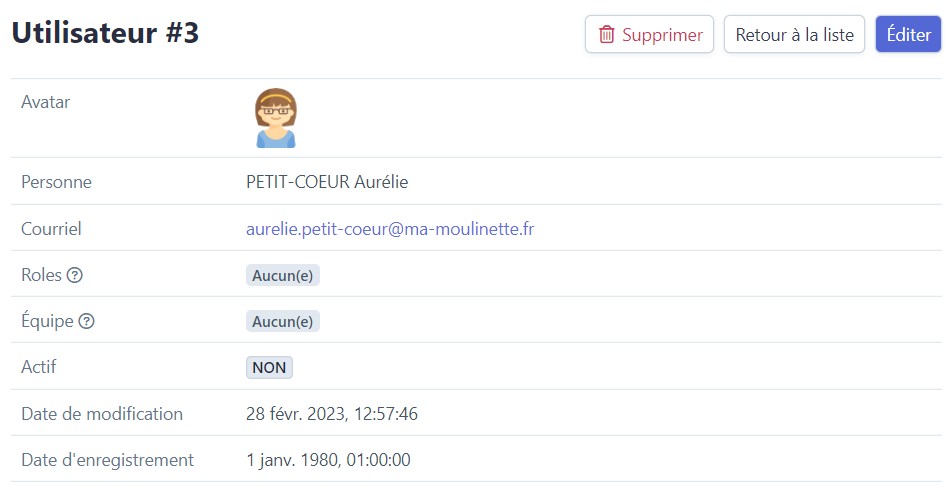 Utilisateur #3
Supprimer
Retour à la liste
Éditer
Avatar
Personne PETIT-COEUR Aurélie
Courriel aurelie.petit-coeur@ma-moulinette.fr
Roles ? Aucun(e)
Équipe ? Aucun(e)
Actif NON
Date de modification 28 févr. 2023, 12:57:46
Date d'enregistrement 1 janv. 1980, 01:00:00